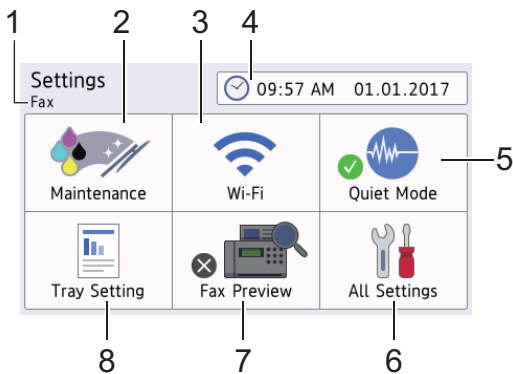 1 2 3 4
Settings
Fax
09:57 AM 01.01.2017
Maintenance Wi-Fi Quiet Mode 5
Tray Setting Fax Preview All Settings
8 7 6